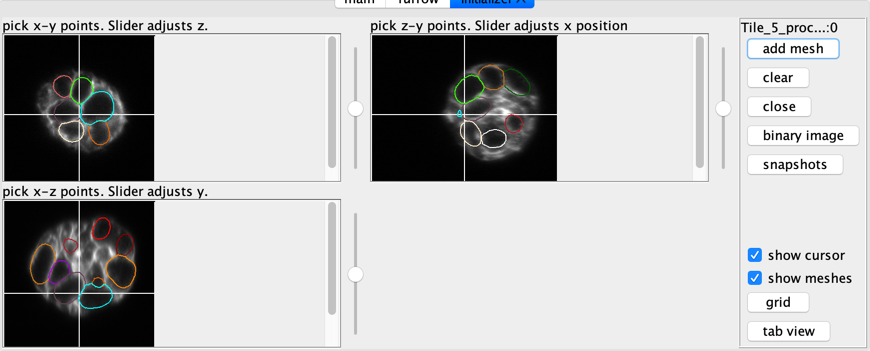 main furrow initializer X
pick x-y points. Slider adjusts z.
pick z-y points. Slider adjusts x position
Tile_5_proc...:0
add mesh
clear
close
binary image
snapshots
pick x-z points. Slider adjusts y.
show cursor
show meshes
grid
tab view